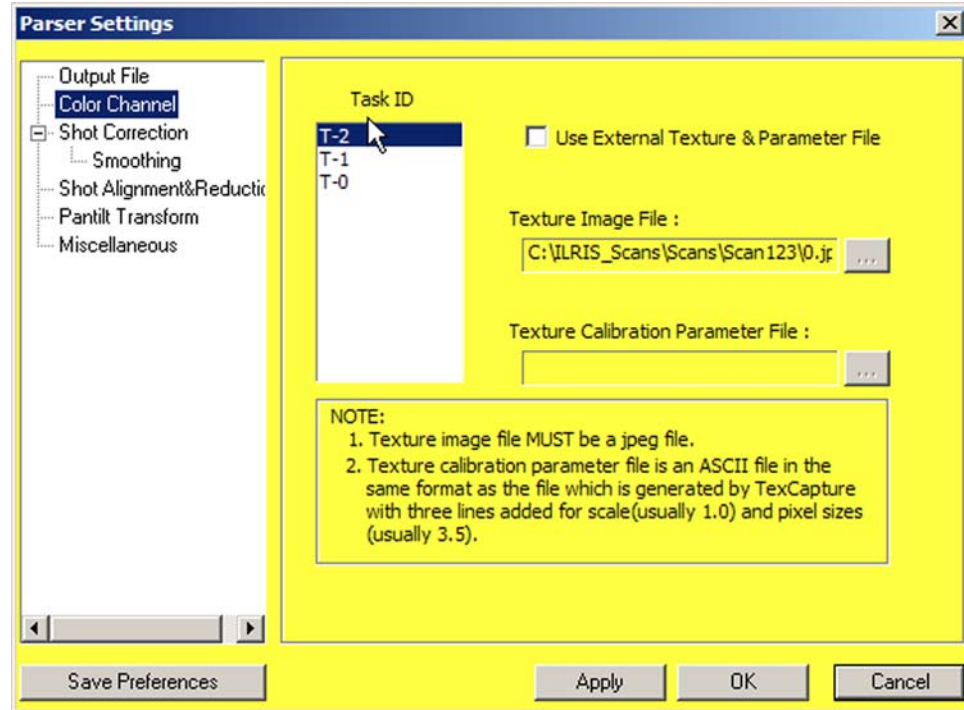 Parser Settings
Output File
Color Channel
Shot Correction
Smoothing
Shot Alignment&Reductic
Pantilt Transform
Miscellaneous
Task ID
T-2
T-1
T-0
Use External Texture & Parameter File
Texture Image File :
C:\ILRIS_Scans\Scans\Scan123\0.jp
...
Texture Calibration Parameter File :
...
NOTE:
1. Texture image file MUST be a jpeg file.
2. Texture calibration parameter file is an ASCII file in the
same format as the file which is generated by TexCapture
with three lines added for scale(usually 1.0) and pixel sizes
(usually 3.5).
Save Preferences
Apply
OK
Cancel